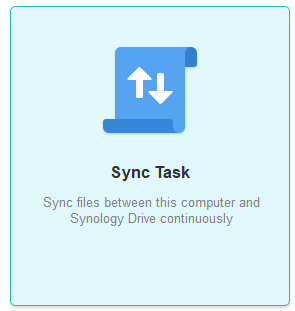 Sync Task
Sync files between this computer and
Synology Drive continuously